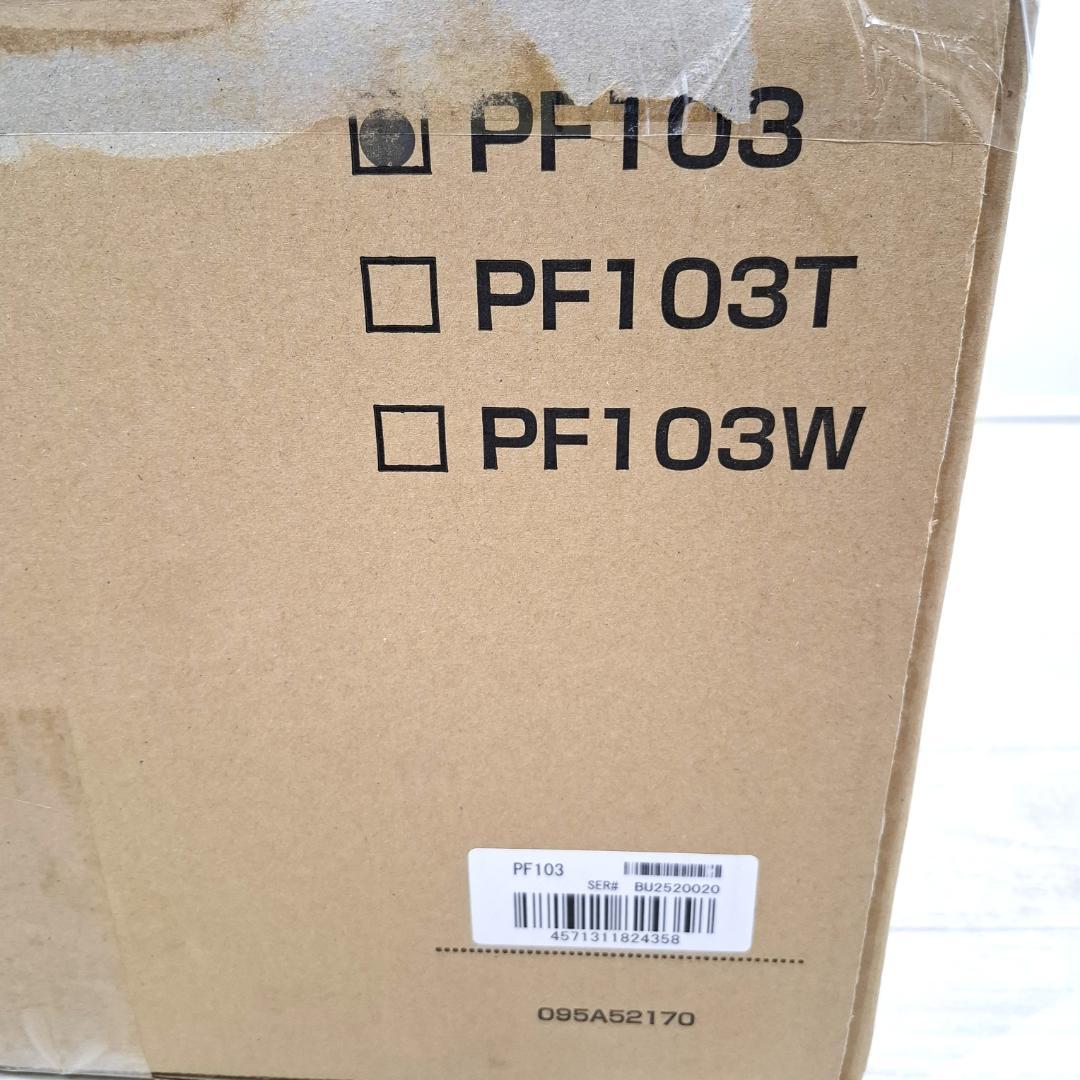 PF103
PF103T
PF103W
PF103
SER# BU2520020
4571311824358
095A52170